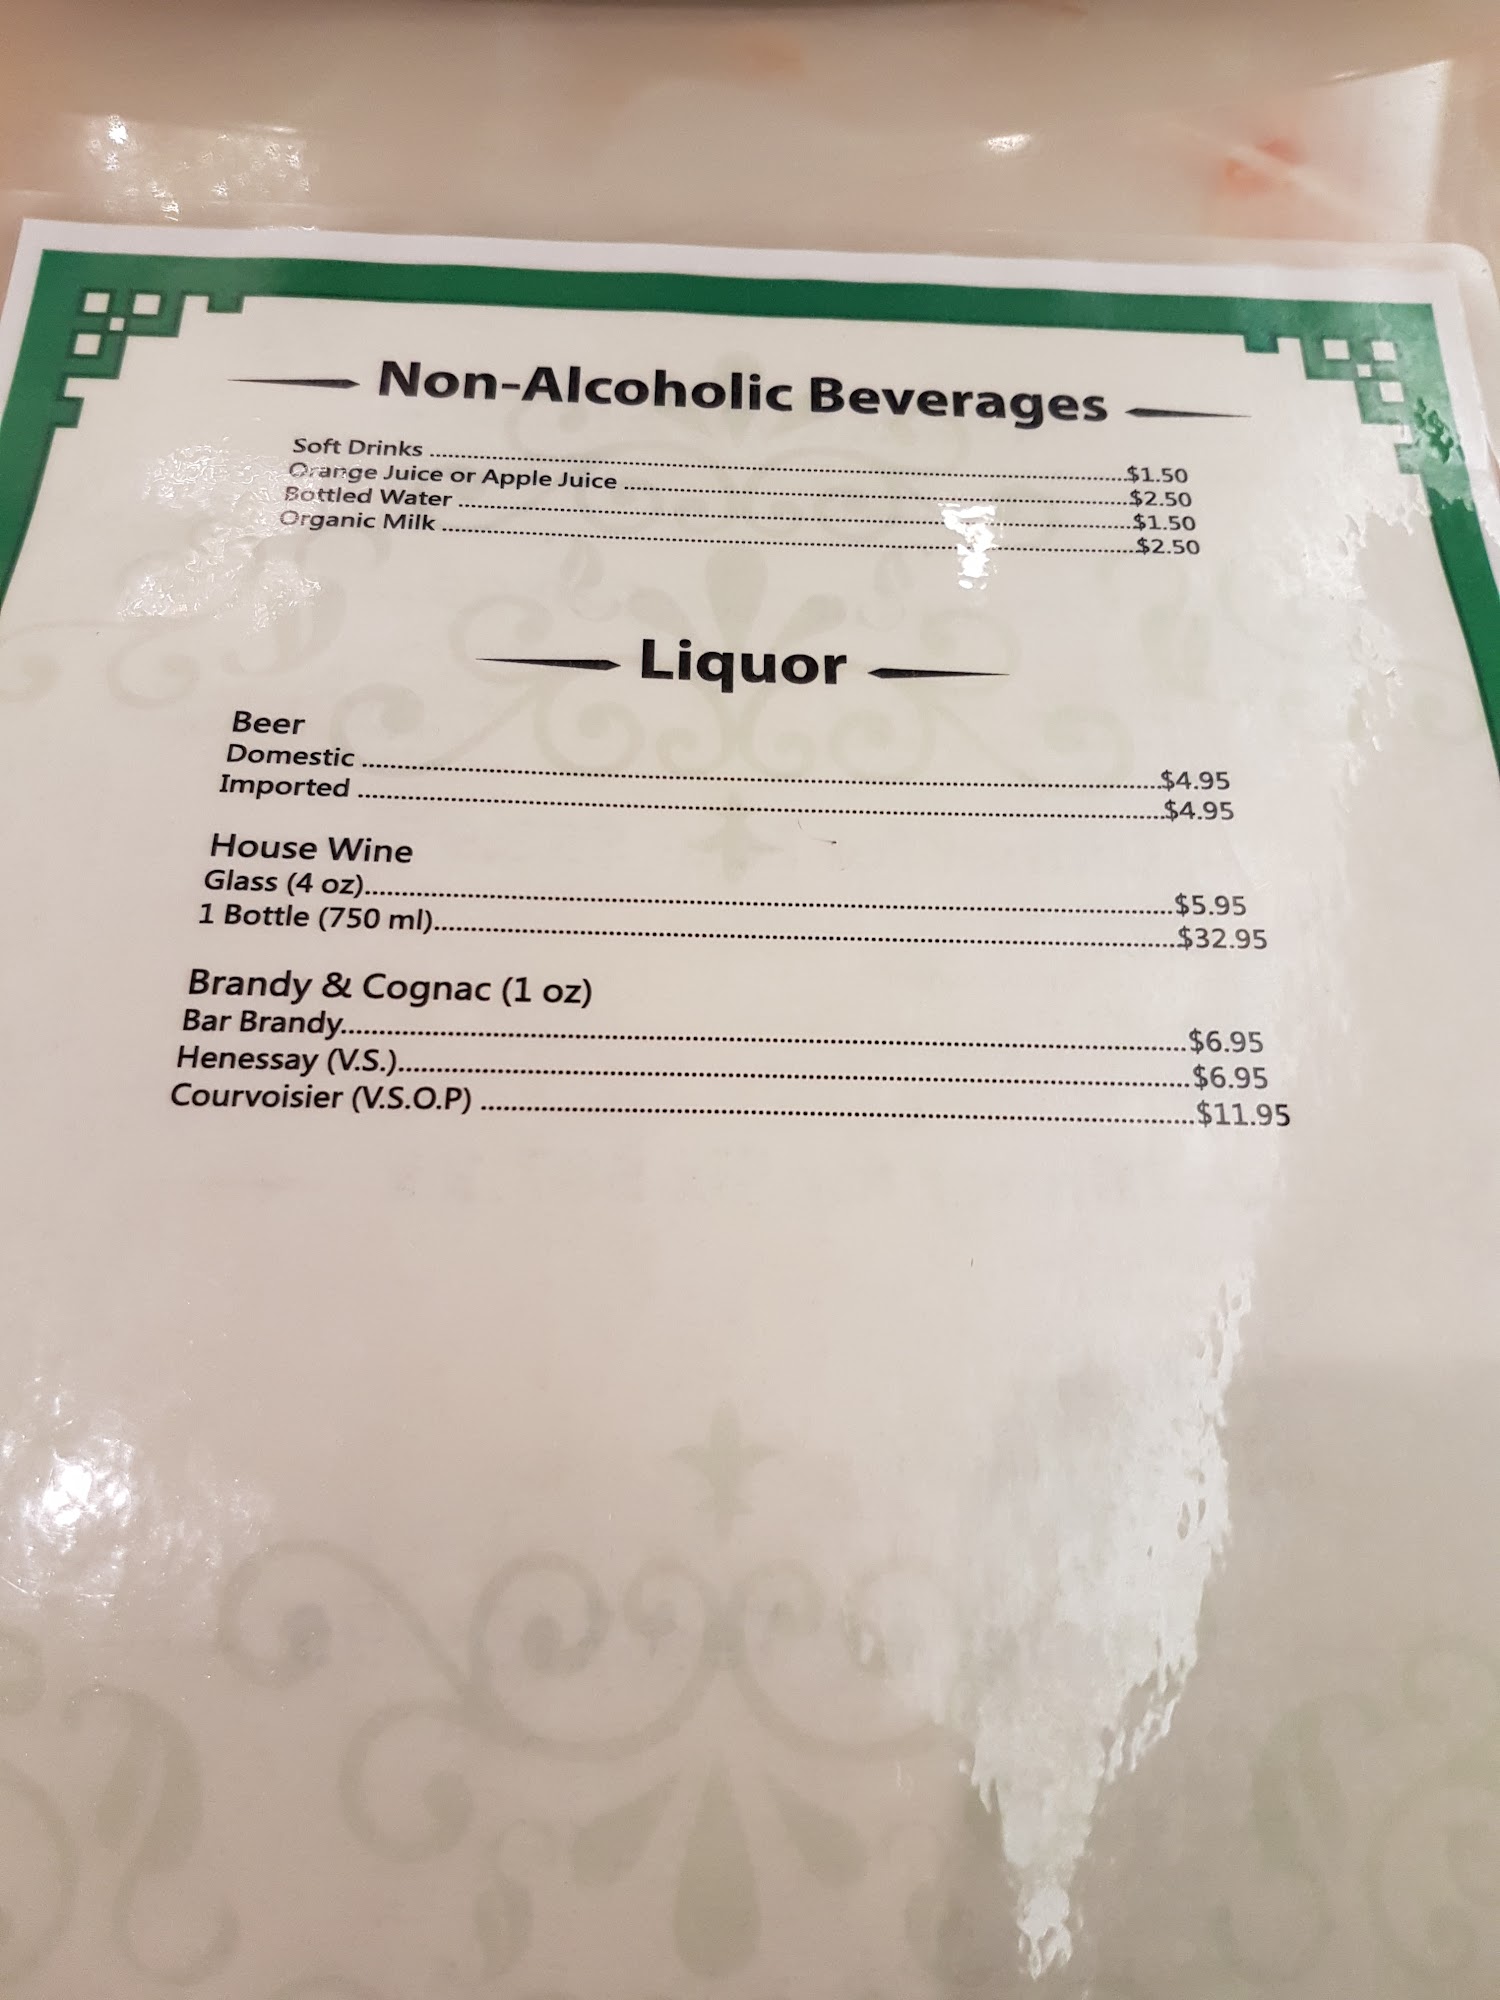 Non-Alcoholic Beverages
Soft Drinks ........................ $1.50
Orange Juice or Apple Juice ........................ $2.50
Bottled Water ........................ $1.50
Organic Milk ........................ $2.50
Liquor
Beer
Domestic ........................ $4.95
Imported ........................ $4.95
House Wine
Glass (4 oz)........................ $5.95
1 Bottle (750 ml)........................ $32.95
Brandy & Cognac (1 oz)
Bar Brandy........................ $6.95
Henessay (V.S.)........................ $6.95
Courvoisier (V.S.O.P) ........................ $11.95